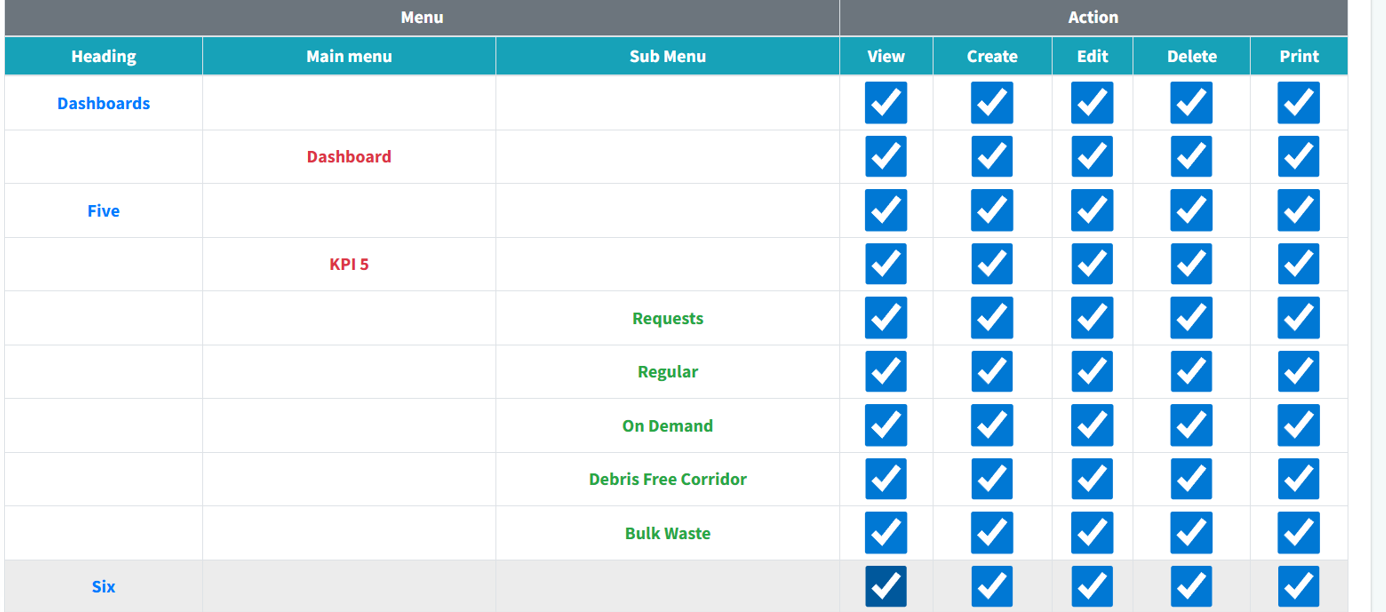 Menu Action
Heading Main menu Sub Menu View Create Edit Delete Print
Dashboards
Dashboard
Five
KPI 5
Requests
Regular
On Demand
Debris Free Corridor
Bulk Waste
Six